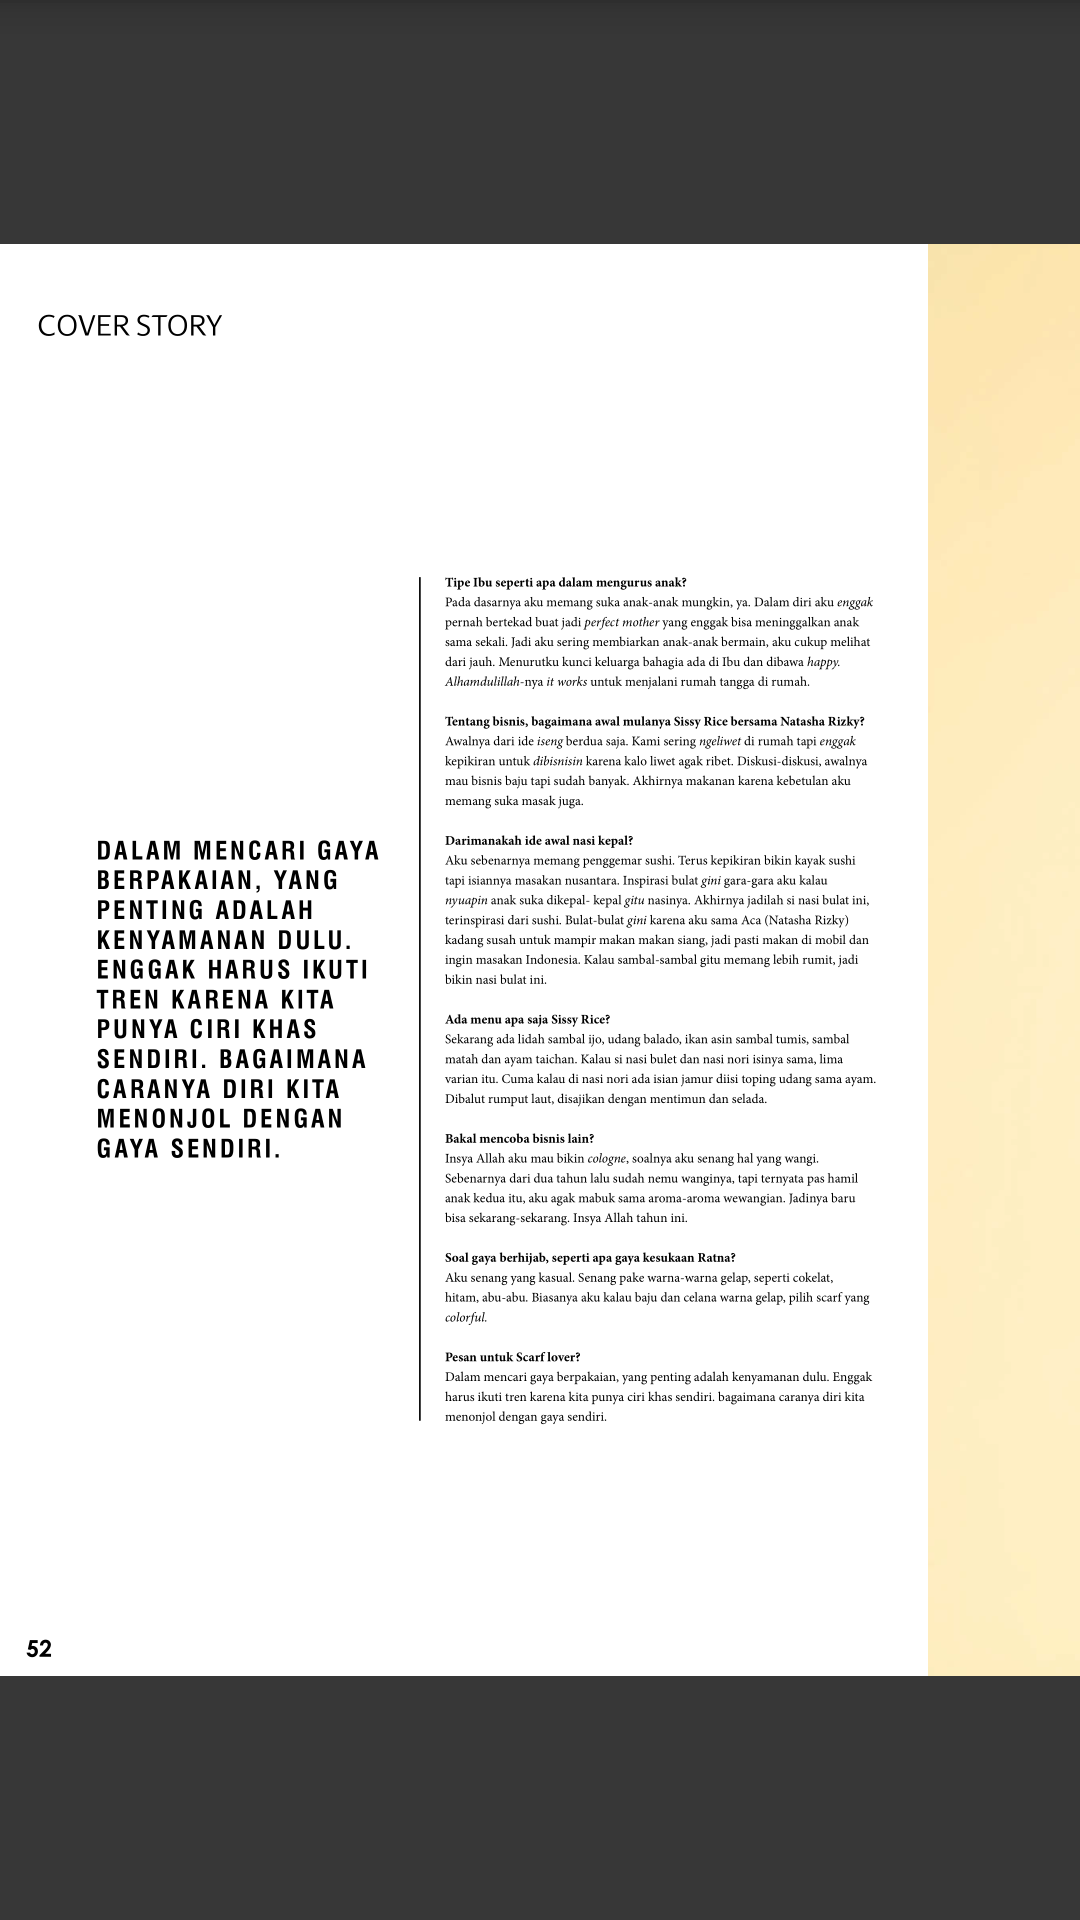 COVER STORY
DALAM MENCARI GAYA
BERPAKAIAN, YANG
PENTING ADALAH
KENYAMANAN DULU.
ENGGAK HARUS IKUTI
TREN KARENA KITA
PUNYA CIRI KHAS
SENDIRI. BAGAIMANA
CARANYA DIRI KITA
MENONJOL DENGAN
GAYA SENDIRI.
Tipe Ibu seperti apa dalam mengurus anak?
Pada dasarnya aku memang suka anak-anak mungkin, ya. Dalam diri aku enggak
pernah bertekad buat jadi perfect mother yang enggak bisa meninggalkan anak
sama sekali. Jadi aku sering membiarkan anak-anak bermain, aku cukup melihat
dari jauh. Menurutku kunci keluarga bahagia ada di Ibu dan dibawa happy.
Alhamdulillah-nya it works untuk menjalani rumah tangga di rumah.
Tentang bisnis, bagaimana awal mulanya Sissy Rice bersama Natasha Rizky?
Awalnya dari ide iseng berdua saja. Kami sering ngeliwet di rumah tapi enggak
kepikiran untuk dibisnisin karena kalo liwet agak ribet. Diskusi-diskusi, awalnya
mau bisnis baju tapi sudah banyak. Akhirnya makanan karena kebetulan aku
memang suka masak juga.
Darimanakah ide awal nasi kepal?
Aku sebenarnya memang penggemar sushi. Terus kepikiran bikin kayak sushi
tapi isiannya masakan nusantara. Inspirasi bulat gini gara-gara aku kalau
nyuapin anak suka dikepal- kepal gitu nasinya. Akhirnya jadilah si nasi bulat ini,
terinspirasi dari sushi. Bulat-bulat gini karena aku sama Aca (Natasha Rizky)
kadang susah untuk mampir makan makan siang, jadi pasti makan di mobil dan
ingin masakan Indonesia. Kalau sambal-sambal gitu memang lebih rumit, jadi
bikin nasi bulat ini.
Ada menu apa saja Sissy Rice?
Sekarang ada lidah sambal ijo, udang balado, ikan asin sambal tumis, sambal
matah dan ayam taichan. Kalau si nasi bulet dan nasi nori isinya sama, lima
varian itu. Cuma kalau di nasi nori ada isian jamur diisi toping udang sama ayam.
Dibalut rumput laut, disajikan dengan mentimun dan selada.
Bakal mencoba bisnis lain?
Insya Allah aku mau bikin cologne, soalnya aku senang hal yang wangi.
Sebenarnya dari dua tahun lalu sudah nemu wanginya, tapi ternyata pas hamil
anak kedua itu, aku agak mabuk sama aroma-aroma wewangian. Jadinya baru
bisa sekarang-sekarang. Insya Allah tahun ini.
Soal gaya berhijab, seperti apa gaya kesukaan Ratna?
Aku senang yang kasual. Senang pake warna-warna gelap, seperti cokelat,
hitam, abu-abu. Biasanya aku kalau baju dan celana warna gelap, pilih scarf yang
colorful.
Pesan untuk Scarf lover?
Dalam mencari gaya berpakaian, yang penting adalah kenyamanan dulu. Enggak
harus ikuti tren karena kita punya ciri khas sendiri. bagaimana caranya diri kita
menonjol dengan gaya sendiri.
52